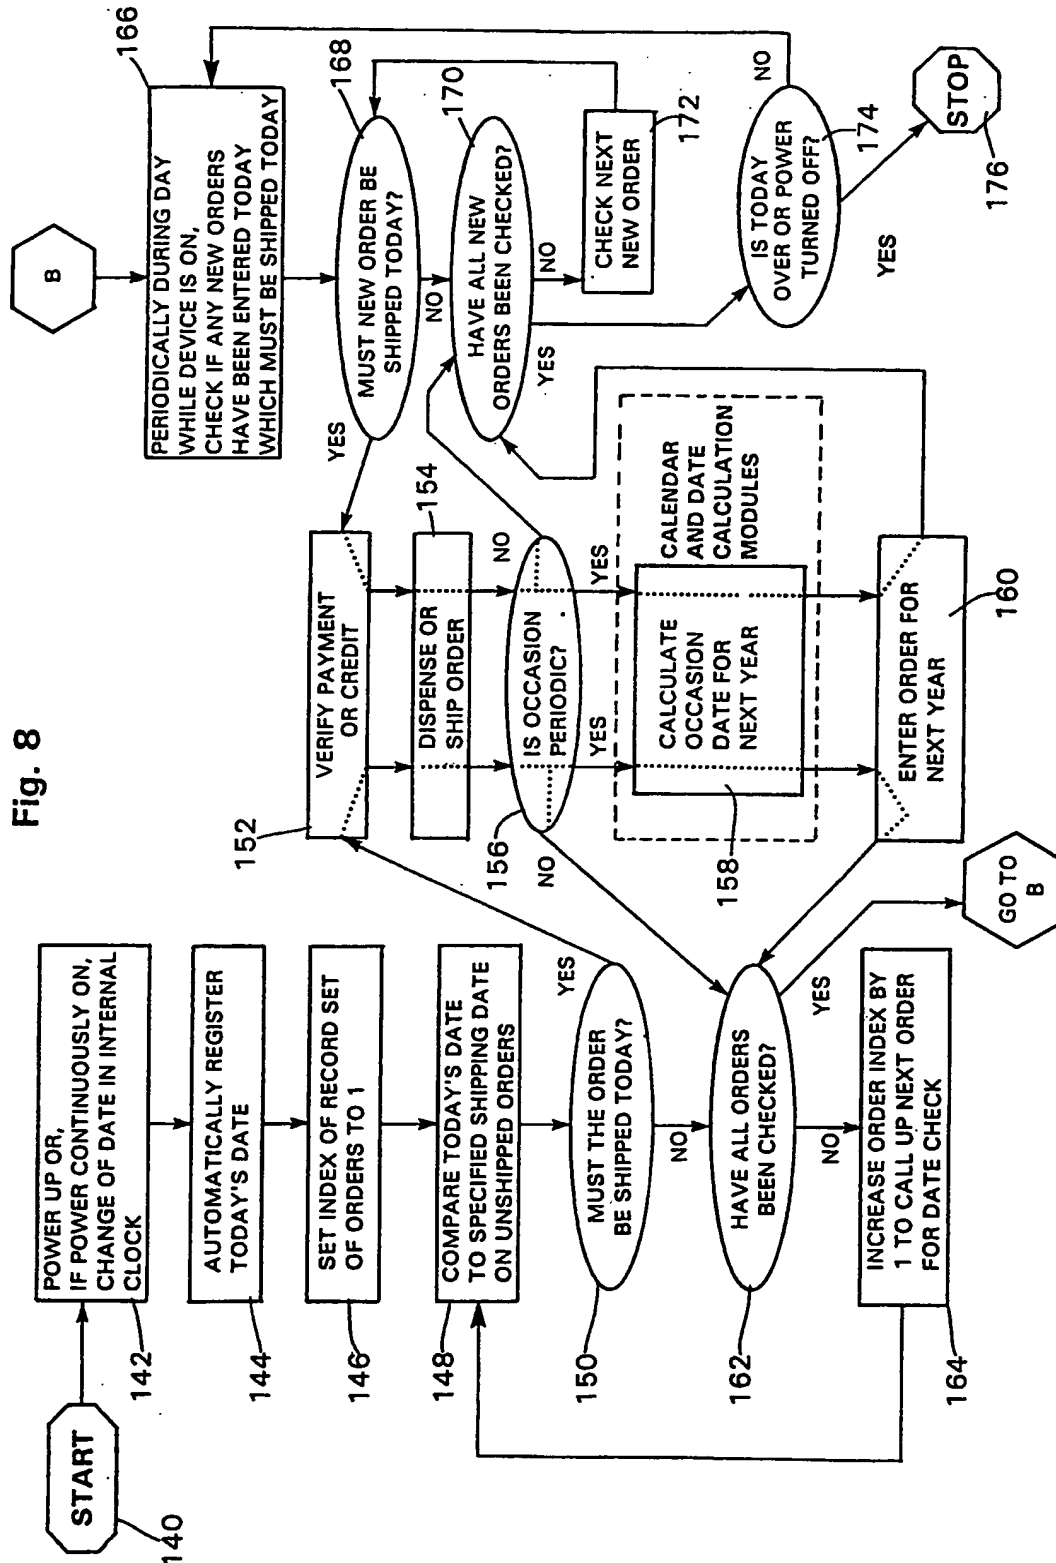 Fig. 8
START
140
POWER UP OR,
IF POWER CONTINUOUSLY ON,
CHANGE OF DATE IN INTERNAL
CLOCK
142
AUTOMATICALLY REGISTER
TODAY'S DATE
144
SET INDEX OF RECORD SET
OF ORDERS TO 1
146
COMPARE TODAY'S DATE
TO SPECIFIED SHIPPING DATE
ON UNSHIPPED ORDERS
148
MUST THE ORDER
BE SHIPPED TODAY?
150
YES
NO
HAVE ALL ORDERS
BEEN CHECKED?
162
YES
NO
INCREASE ORDER INDEX BY
1 TO CALL UP NEXT ORDER
FOR DATE CHECK
164
GO TO
B
VERIFY PAYMENT
OR CREDIT
152
DISPENSE OR
SHIP ORDER
154
IS OCCASION
PERIODIC?
156
NO
NO
YES
YES
CALCULATE
OCCASION
DATE FOR
NEXT YEAR
158
CALENDAR
AND DATE
CALCULATION
MODULES
ENTER ORDER FOR
NEXT YEAR
160
B
PERIODICALLY DURING DAY
WHILE DEVICE IS ON,
CHECK IF ANY NEW ORDERS
HAVE BEEN ENTERED TODAY
WHICH MUST BE SHIPPED TODAY
166
MUST NEW ORDER BE
SHIPPED TODAY?
168
YES
NO
HAVE ALL NEW
ORDERS BEEN CHECKED?
170
YES
NO
CHECK NEXT
NEW ORDER
172
IS TODAY
OVER OR POWER
TURNED OFF?
174
NO
YES
STOP
176